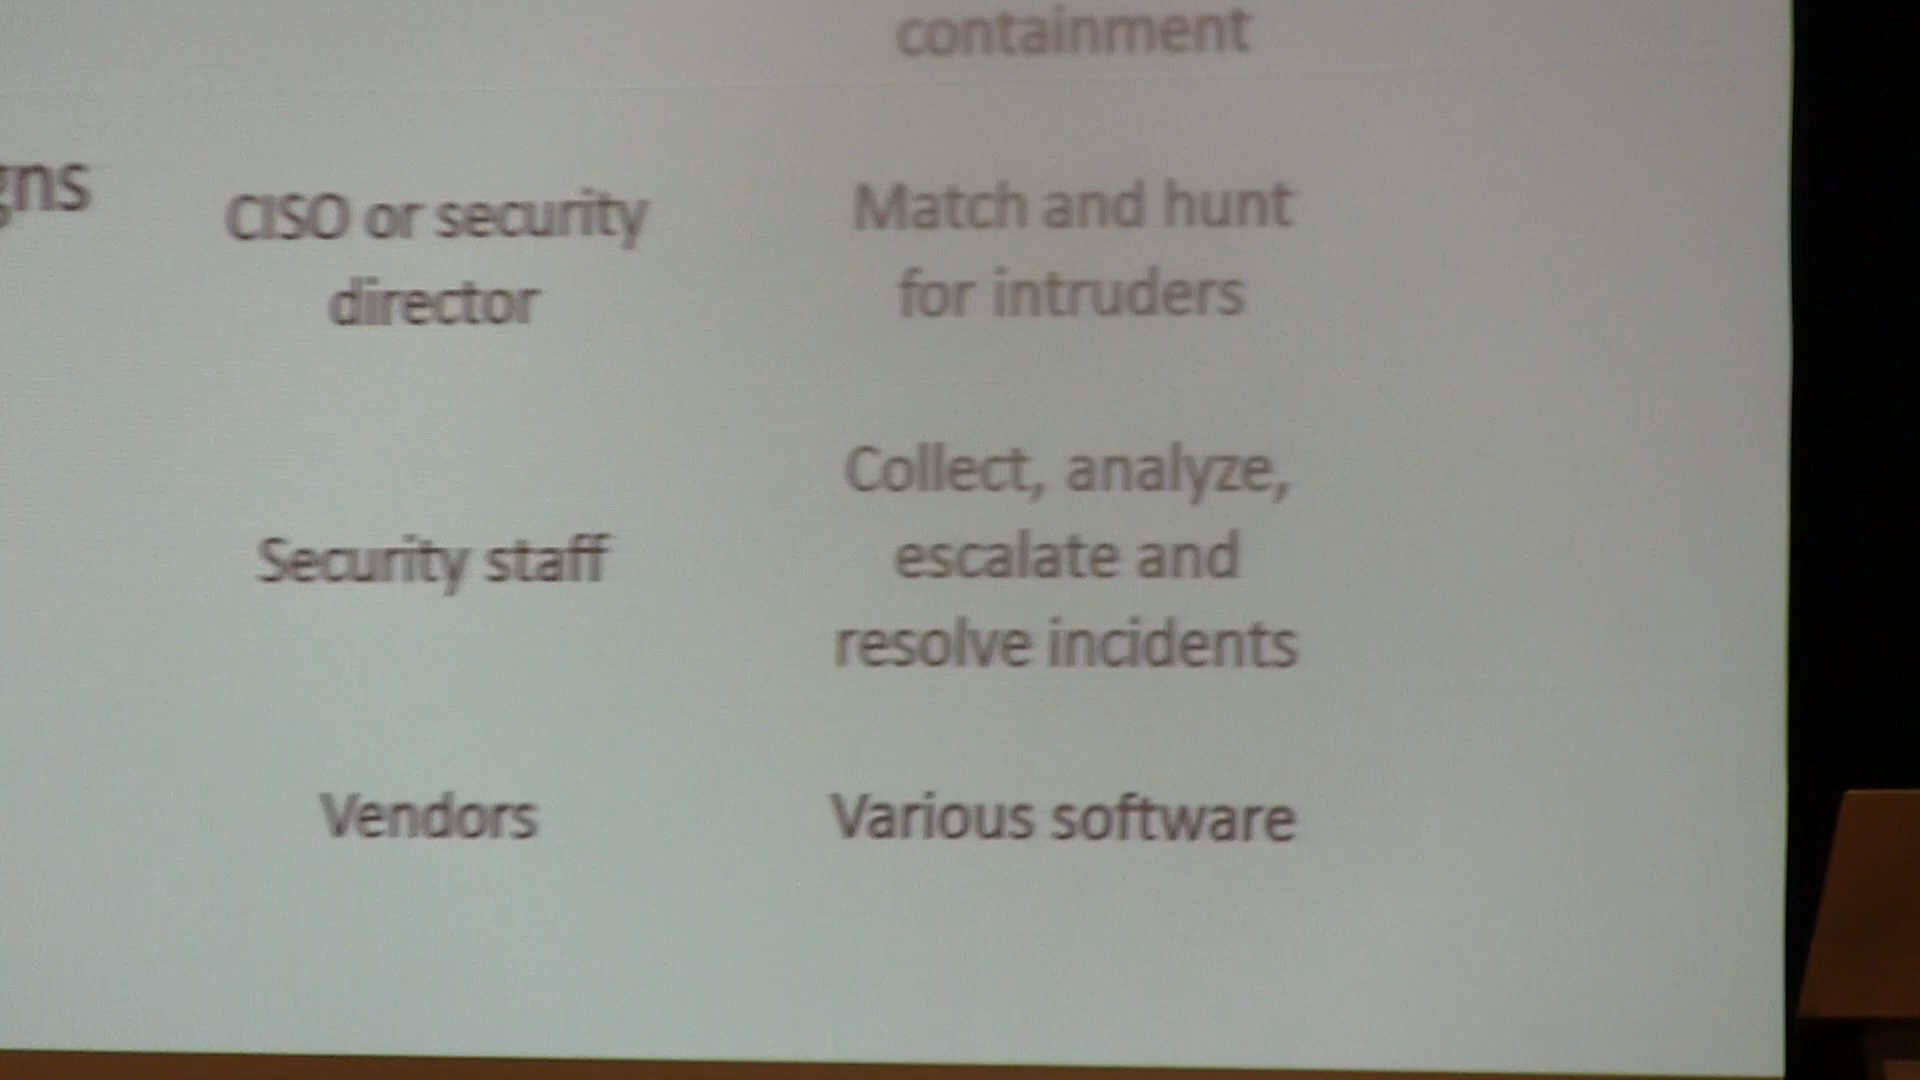 containment
CISO or security
director
Match and hunt
for intruders
Security staff
Collect, analyze,
escalate and
resolve incidents
Vendors
Various software